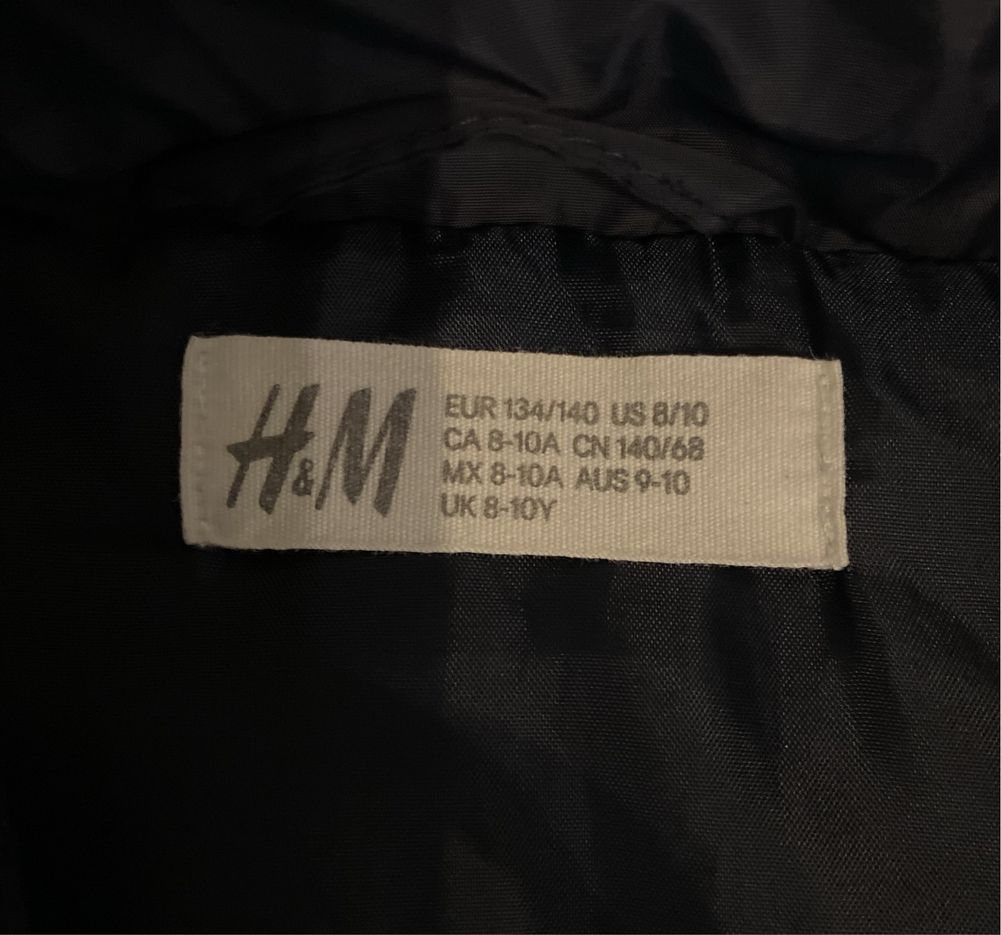 H&M
EUR 134/140 US 8/10
CA 8-10A CN 140/68
MX 8-10A AUS 9-10
UK 8-10Y